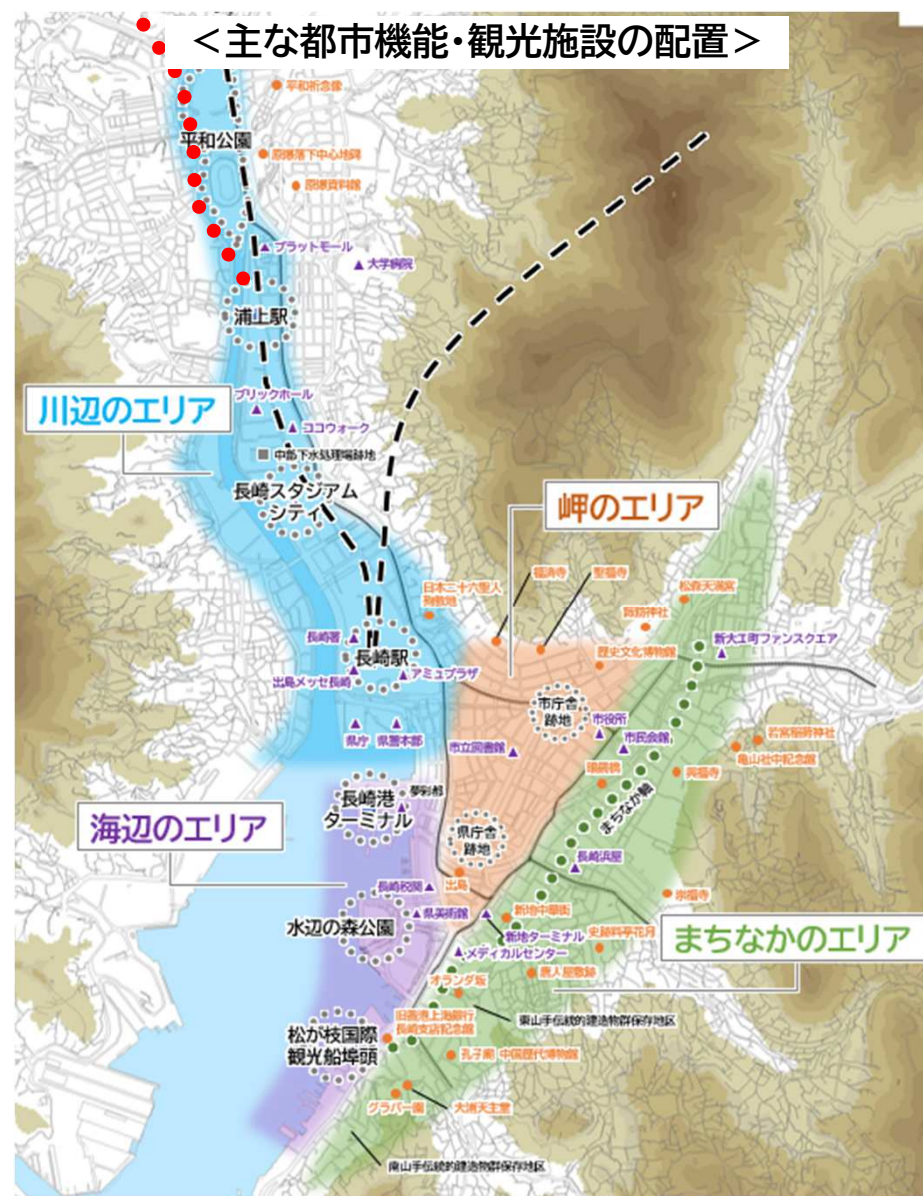 ＜主な都市機能・観光施設の配置＞
平和祈念像
平和公園
原爆落下中心地碑
原爆資料館
プラットモール
大学病院
浦上駅
川辺のエリア
ブリックホール
ココウォーク
中部下水処理場跡地
長崎スタジアム
シティ
岬のエリア
日本二十六聖人
殉教地
福済寺
聖福寺
松森天満宮
諏訪神社
新大工町ファンスクエア
長崎署
長崎駅
歴史文化博物館
出島メッセ長崎
アミュプラザ
市庁舎
跡地
市役所
県庁
県警本部
市立図書館
市民会館
若宮稲荷神社
亀山社中記念館
眼鏡橋
興福寺
夢彩都
長崎港
ターミナル
海辺のエリア
まちなか軸
県庁舎
跡地
長崎浜屋
出島
長崎税関
崇福寺
県美術館
新地中華街
水辺の森公園
新地ターミナル
史跡料亭花月
まちなかのエリア
メディカルセンター
唐人屋敷跡
オランダ坂
旧香港上海銀行
長崎支店記念館
東山手伝統的建造物群保存地区
松が枝国際
観光船埠頭
孔子廟 中国歴代博物館
グラバー園
大浦天主堂
南山手伝統的建造物群保存地区